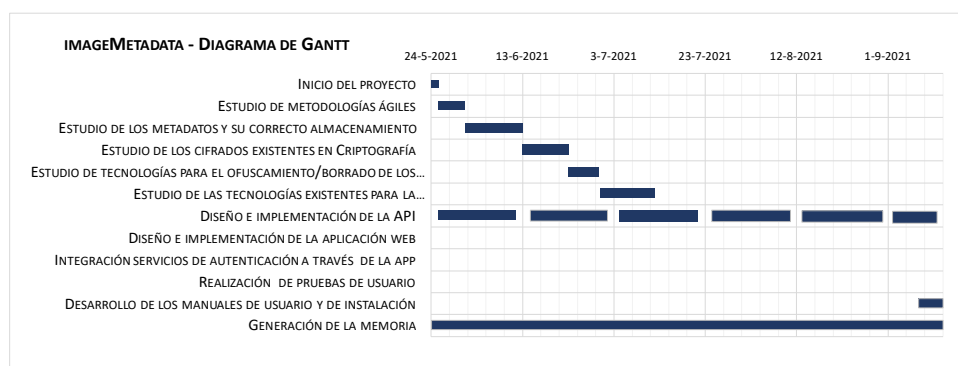 IMAGEMETADATA - DIAGRAMA DE GANTT
24-5-2021 13-6-2021 3-7-2021 23-7-2021 12-8-2021 1-9-2021
INICIO DEL PROYECTO
ESTUDIO DE METODOLOGÍAS ÁGILES
ESTUDIO DE LOS METADATOS Y SU CORRECTO ALMACENAMIENTO
ESTUDIO DE LOS CIFRADOS EXISTENTES EN CRIPTOGRAFÍA
ESTUDIO DE TECNOLOGÍAS PARA EL OFUSCAMIENTO/BORRADO DE LOS...
ESTUDIO DE LAS TECNOLOGÍAS EXISTENTES PARA LA...
DISEÑO E IMPLEMENTACIÓN DE LA API
DISEÑO E IMPLEMENTACIÓN DE LA APLICACIÓN WEB
INTEGRACIÓN SERVICIOS DE AUTENTICACIÓN A TRAVÉS DE LA APP
REALIZACIÓN DE PRUEBAS DE USUARIO
DESARROLLO DE LOS MANUALES DE USUARIO Y DE INSTALACIÓN
GENERACIÓN DE LA MEMORIA